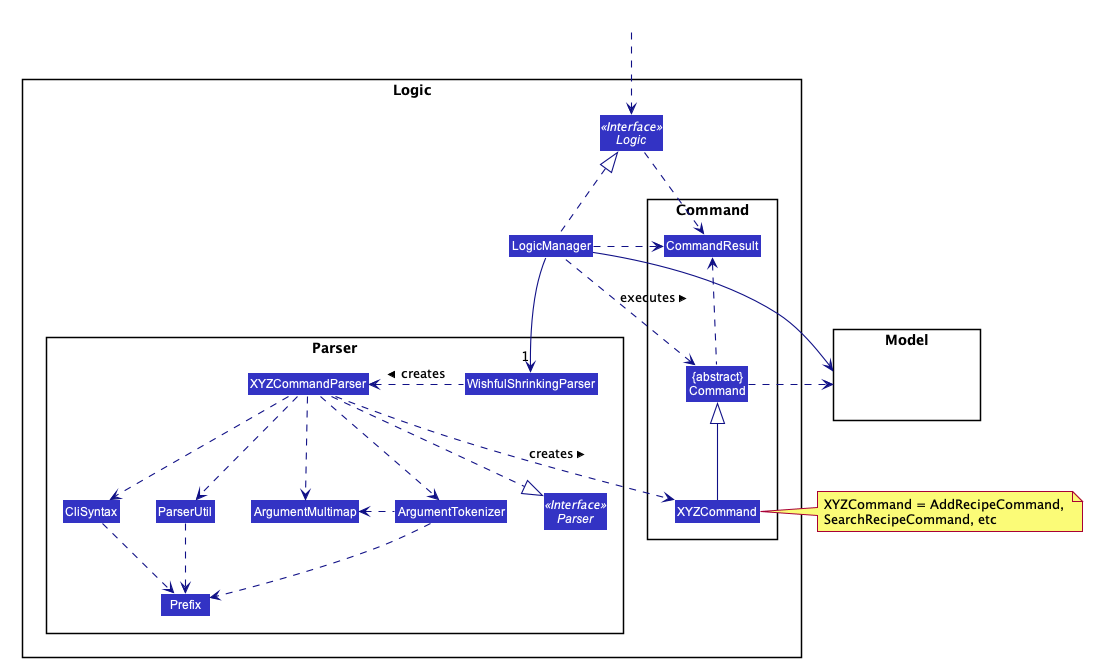 Logic
«Interface»
Logic
Command
LogicManager
CommandResult
executes ►
Model
Parser
1
{abstract}
Command
◄ creates
XYZCommandParser
WishfulShrinkingParser
creates ►
CliSyntax
ParserUtil
ArgumentMultimap
ArgumentTokenizer
«Interface»
Parser
XYZCommand
XYZCommand = AddRecipeCommand,
SearchRecipeCommand, etc
Prefix